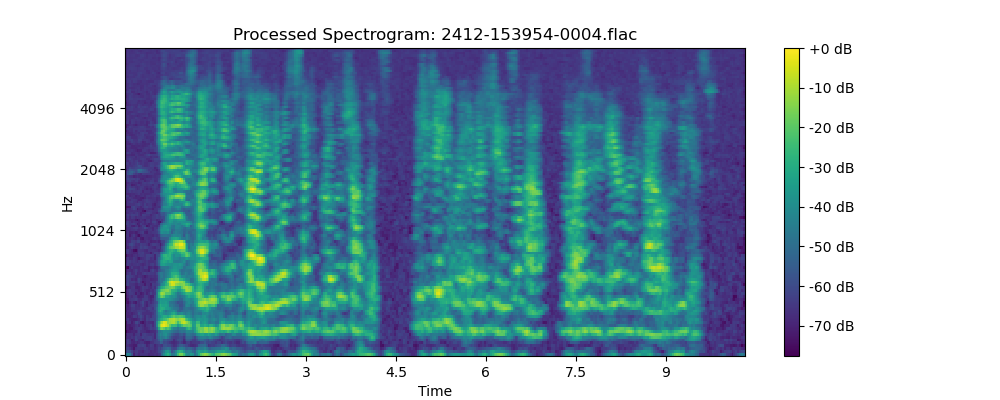 Processed Spectrogram: 2412-153954-0004.flac
Hz
4096
2048
1024
512
0
0 1.5 3 4.5 6 7.5 9
Time
+0 dB
-10 dB
-20 dB
-30 dB
-40 dB
-50 dB
-60 dB
-70 dB